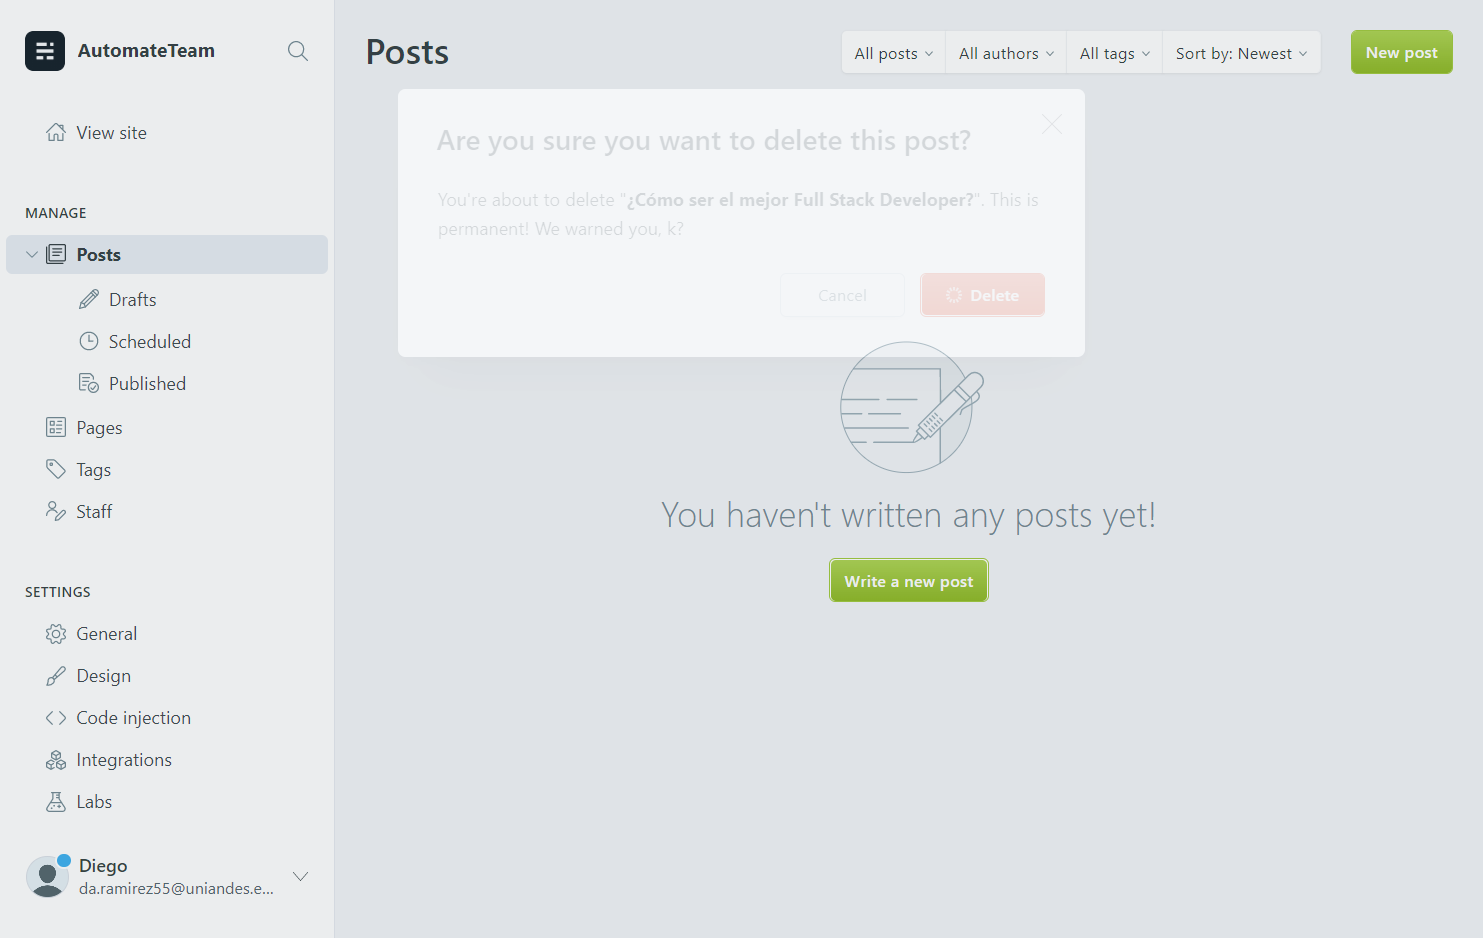 AutomateTeam
View site
MANAGE
Posts
Drafts
Scheduled
Published
Pages
Tags
Staff
SETTINGS
General
Design
Code injection
Integrations
Labs
Diego
da.ramirez55@uniandes.e...
Posts
All posts
All authors
All tags
Sort by: Newest
New post
Are you sure you want to delete this post?
You're about to delete "¿Cómo ser el mejor Full Stack Developer?". This is
permanent! We warned you, k?
Cancel
Delete
You haven't written any posts yet!
Write a new post